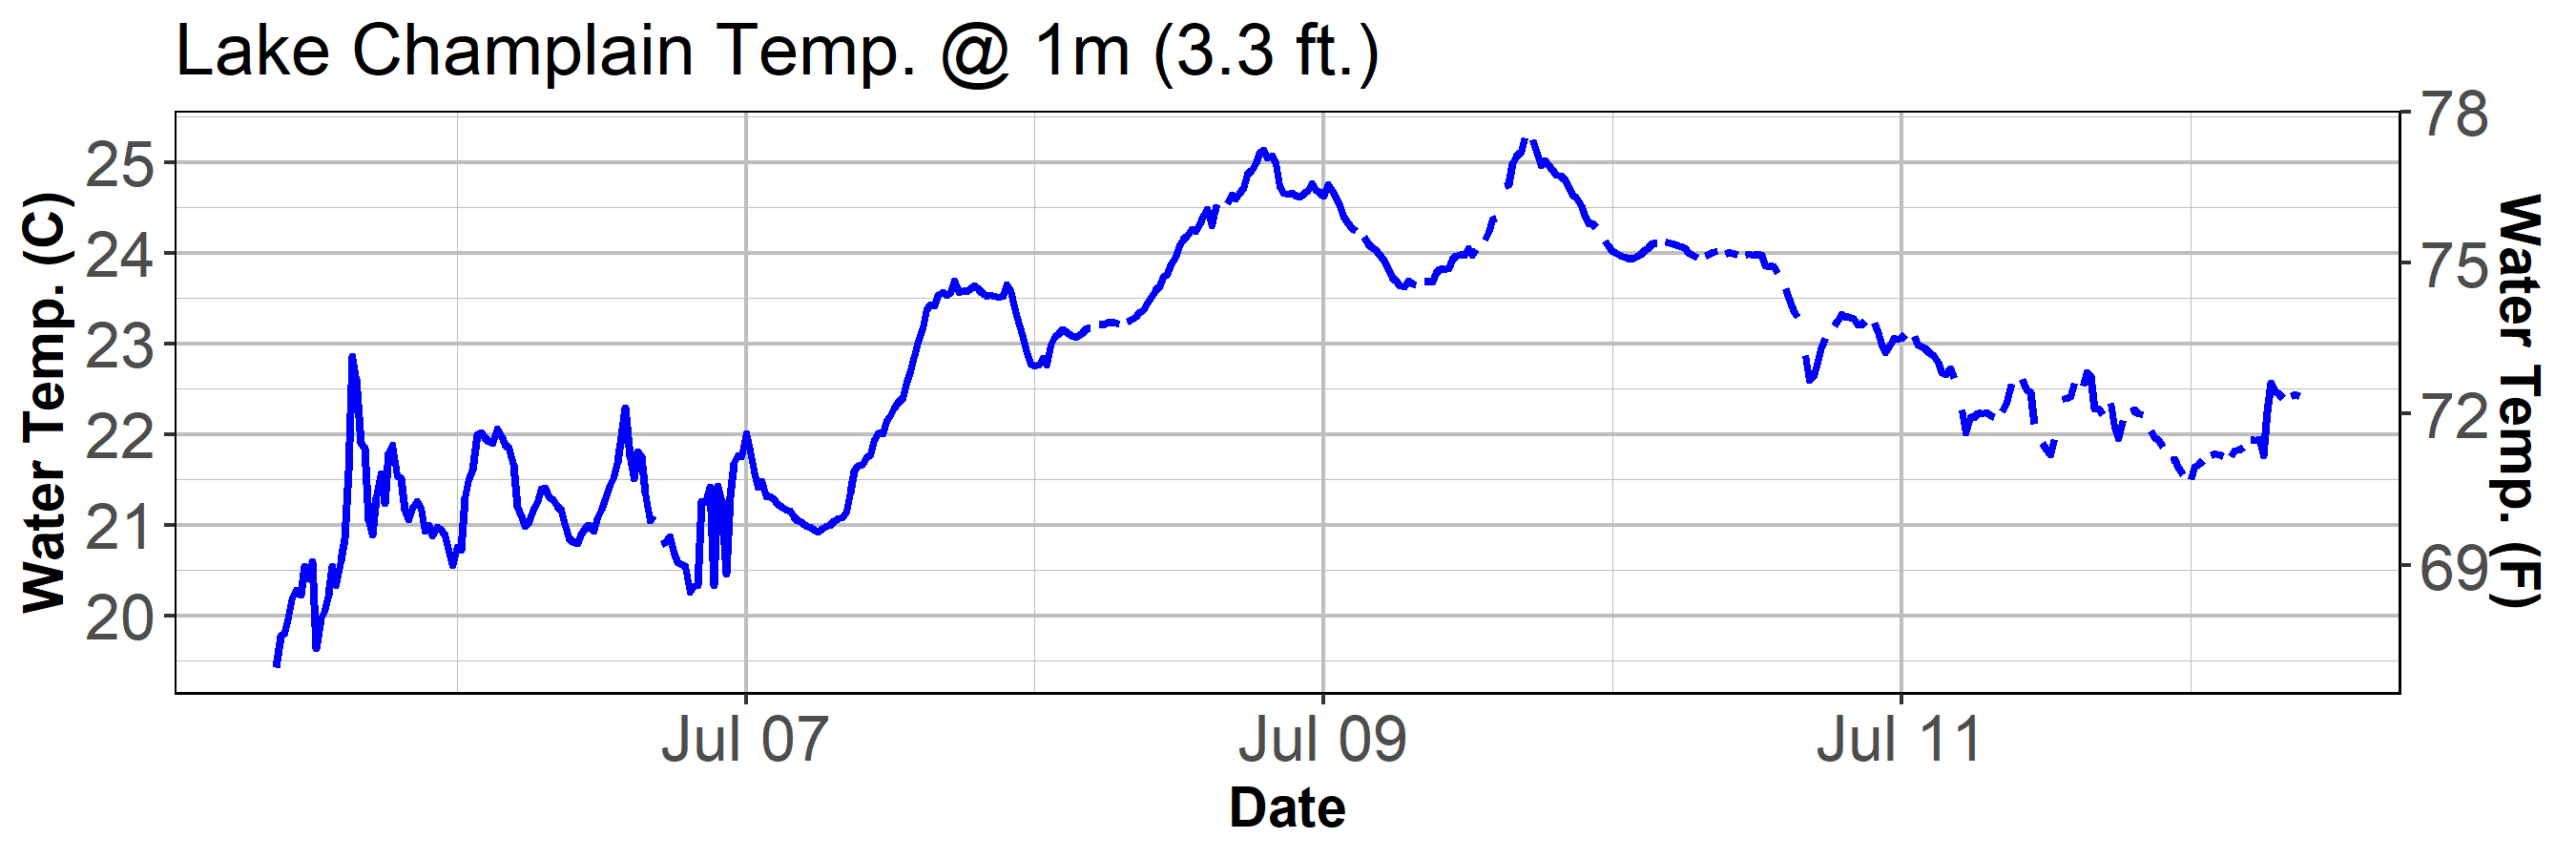 Lake Champlain Temp. @ 1m (3.3 ft.)
Water Temp. (C)
25
24
23
22
21
20
78
75
72
69
Water Temp. (F)
Jul 07
Jul 09
Jul 11
Date